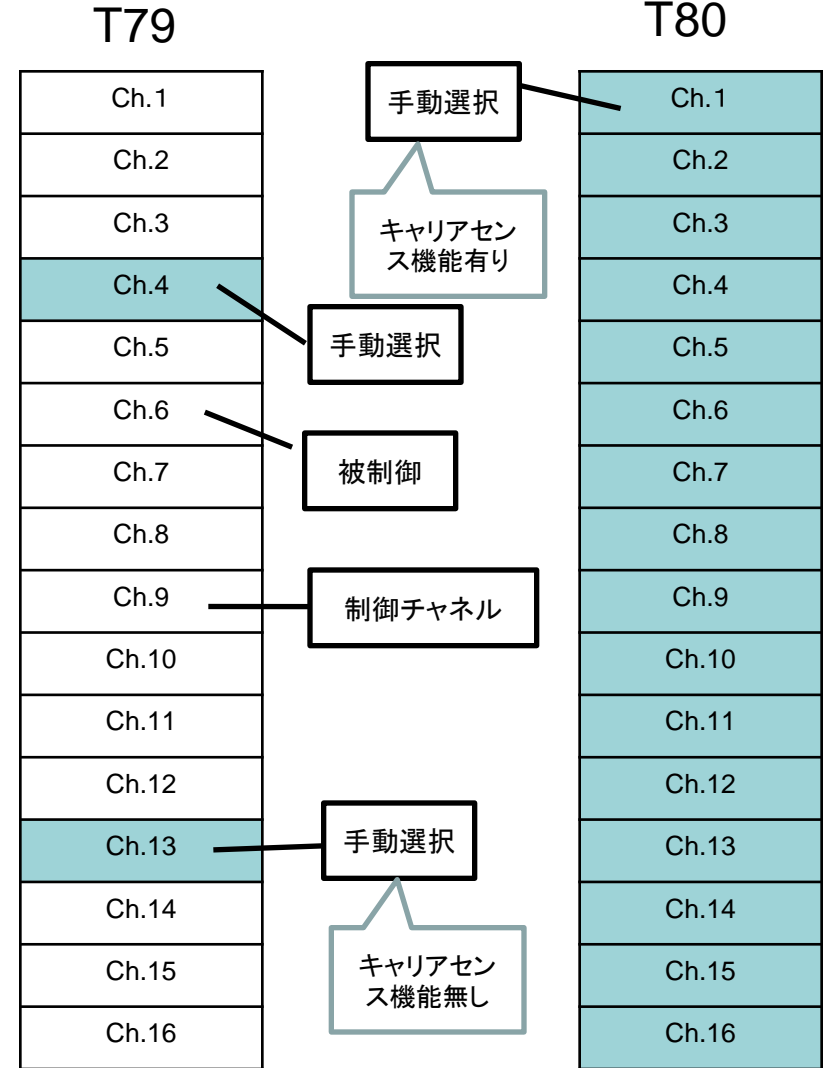 T79
Ch.1
Ch.2
Ch.3
Ch.4
Ch.5
Ch.6
Ch.7
Ch.8
Ch.9
Ch.10
Ch.11
Ch.12
Ch.13
Ch.14
Ch.15
Ch.16
手動選択
キャリアセン
ス機能有り
手動選択
被制御
制御チャネル
手動選択
キャリアセン
ス機能無し
T80
Ch.1
Ch.2
Ch.3
Ch.4
Ch.5
Ch.6
Ch.7
Ch.8
Ch.9
Ch.10
Ch.11
Ch.12
Ch.13
Ch.14
Ch.15
Ch.16